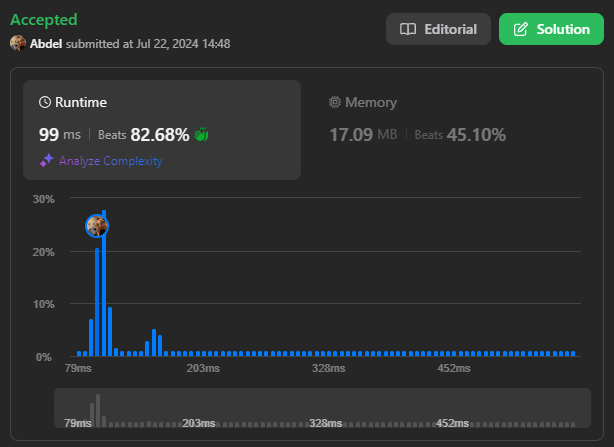 Accepted
Abdel submitted at Jul 22, 2024 14:48
Editorial
Solution
Runtime
99 ms | Beats 82.68%
Analyze Complexity
Memory
17.09 MB | Beats 45.10%
30%
20%
10%
0%
79ms 203ms 328ms 452ms
79ms 203ms 328ms 452ms